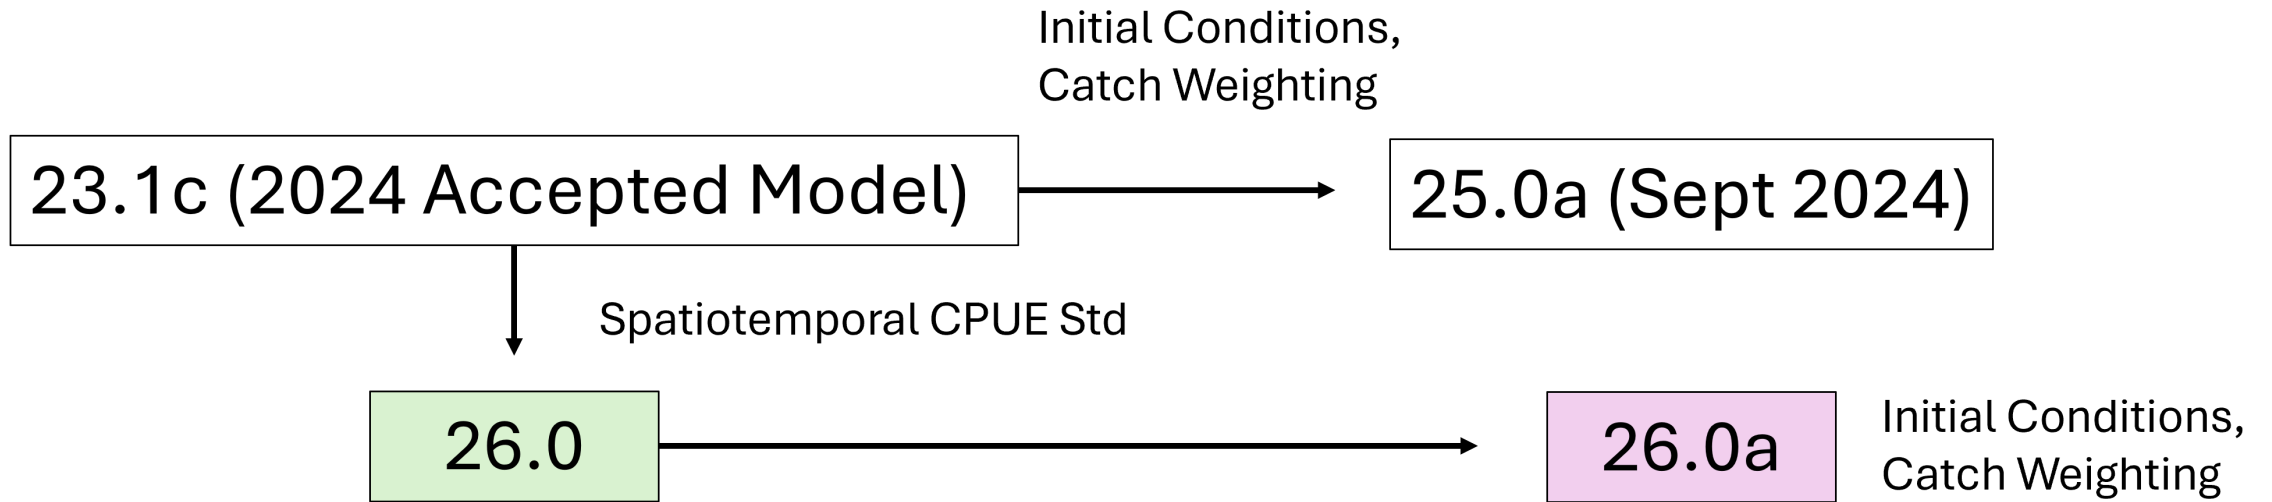 Initial Conditions,
Catch Weighting
23.1c (2024 Accepted Model)
25.0a (Sept 2024)
Spatiotemporal CPUE Std
26.0
26.0a
Initial Conditions,
Catch Weighting